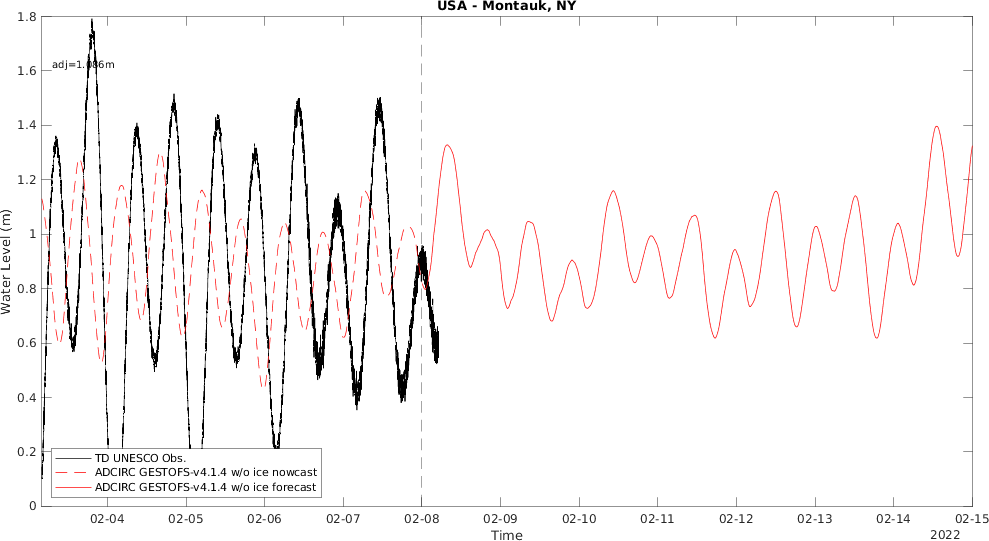 USA - Montauk, NY
1.8
1.6
1.4
1.2
1
0.8
0.6
0.4
0.2
0
Water Level (m)
adj=1.086m
TD UNESCO Obs.
ADCIRC GESTOFS-v4.1.4 w/o ice nowcast
ADCIRC GESTOFS-v4.1.4 w/o ice forecast
02-04 02-05 02-06 02-07 02-08 02-09 02-10 02-11 02-12 02-13 02-14 02-15
Time
2022